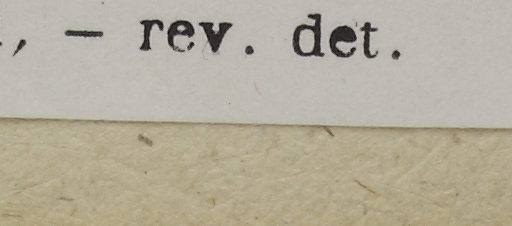 , — rev. det.